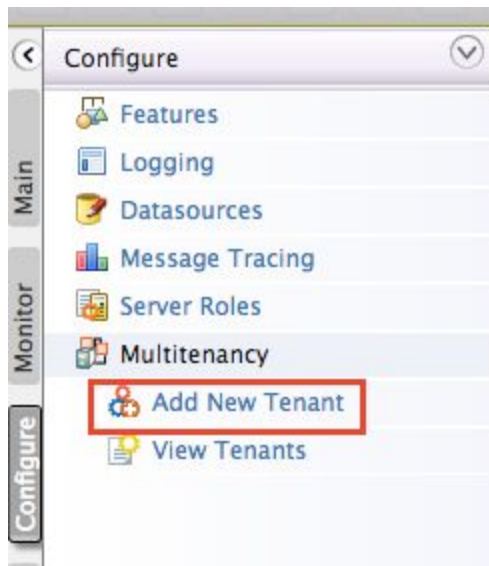 Configure
Features
Logging
Datasources
Message Tracing
Server Roles
Multitenancy
Add New Tenant
View Tenants
Main
Monitor
Configure